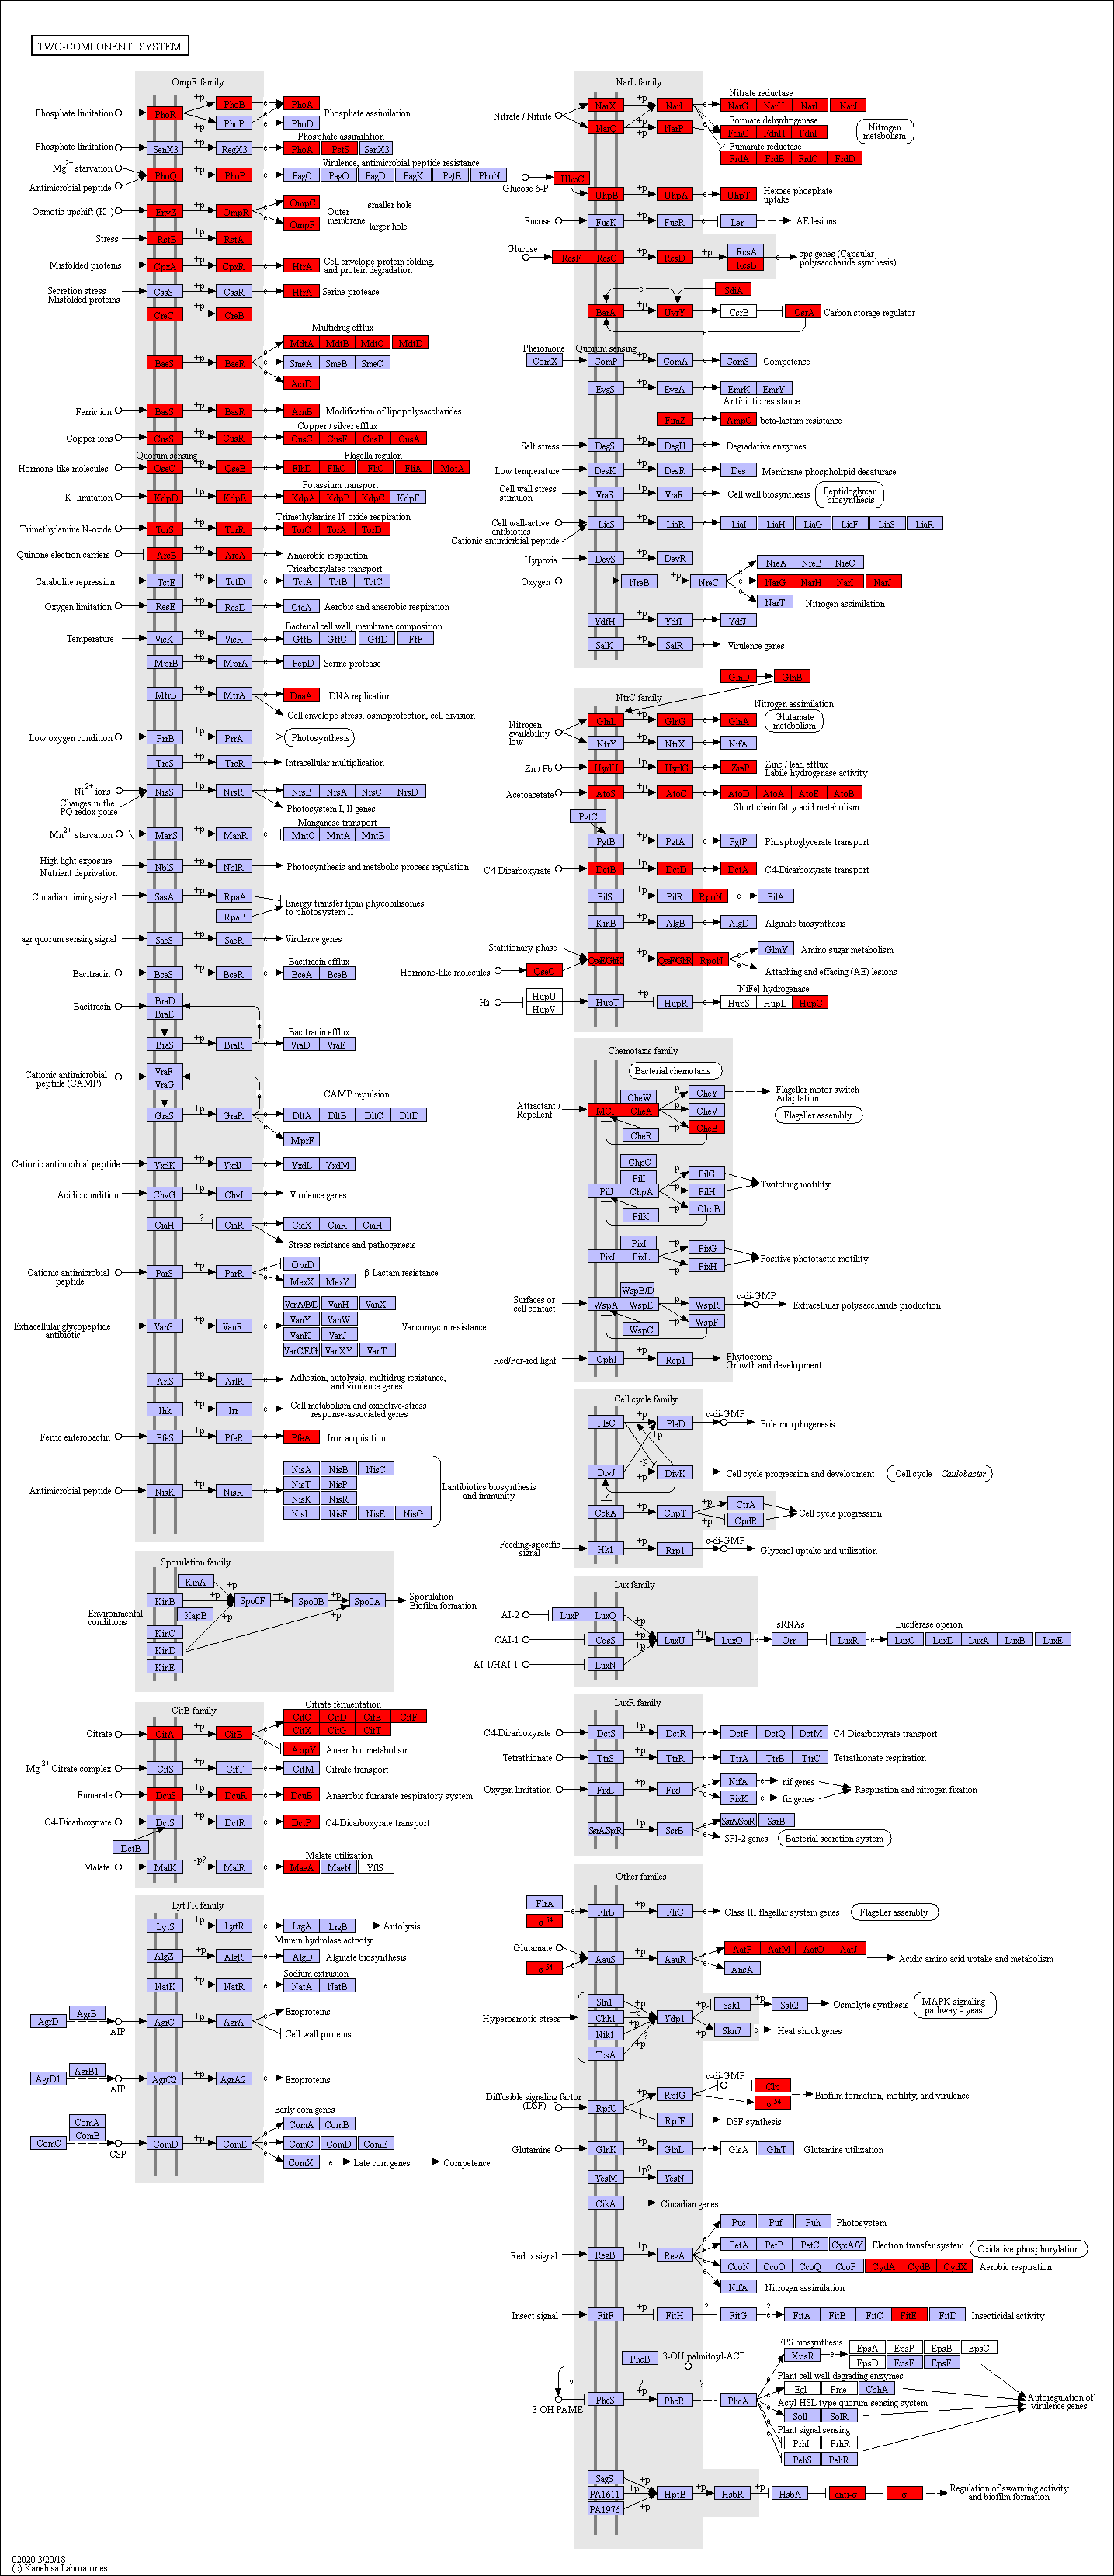 TWO-COMPONENT SYSTEM
OmpR family
Phosphate limitation PhoR +p PhoB e PhoA
+p PhoP e PhoD Phosphate assimilation
Phosphate assimilation
Phosphate limitation SenX3 +p RegX3 e PhoA PstS SenX3
Virulence, antimicrobial peptide resistance
Mg2+ starvation
Antimicrobial peptide PhoQ +p PhoP e PagC PagO PagD PagK PgtE PhoN
Osmotic upshift (K+) EnvZ +p OmpR e OmpC smaller hole
Outer membrane
e OmpF larger hole
Stress RstB +p RstA
Misfolded proteins CpxA +p CpxR e HtrA Cell envelope protein folding, and protein degradation
Secretion stress
Misfolded proteins CssS +p CssR e HtrA Serine protease
CreC +p CreB
Multidrug efflux
MdtA MdtB MdtC MdtD
BaeS +p BaeR e SmeA SmeB SmeC
AcrD
Ferric ion BasS +p BasR e ArnB Modification of lipopolysaccharides
Copper / silver efflux
Copper ions CusS +p CusR e CusC CusF CusB CusA
Quorum sensing Flagella regulon
Hormone-like molecules QseC +p QseB e FlhD FlhC FliC FliA MotA
Potassium transport
K+ limitation KdpD +p KdpE e KdpA KdpB KdpC KdpF
Trimethylamine N-oxide respiration
Trimethylamine N-oxide TorS +p TorR e TorC TorA TorD
Quinone electron carriers ArcB +p ArcA e Anaerobic respiration
Tricarboxylates transport
Catabolite repression TctE +p TctD e TctA TctB TctC
Oxygen limitation ResE +p ResD e CtaA Aerobic and anaerobic respiration
Bacterial cell wall, membrane composition
Temperature VicK +p VicR e GtfB GtfC GtfD FtF
MprB +p MprA e PepD Serine protease
MtrB +p MtrA e DnaA DNA replication
Cell envelope stress, osmoprotection, cell division
Low oxygen condition PrrB +p PrrA Photosynthesis
TrcS +p TrcR Intracellular multiplication
Ni2+ ions NrsS +p NrsR e NrsB NrsA NrsC NrsD
Changes in the PQ redox poise
Photosystem I, II genes
Manganese transport
Mn2+ starvation ManS +p ManR e MntC MntA MntB
High light exposure
Nutrient deprivation NblS +p NblR Photosynthesis and metabolic process regulation
Circadian timing signal SasA +p RpaA
RpaB
Energy transfer from phycobilisomes to photosystem II
agr quorum sensing signal SaeS +p SaeR e Virulence genes
Bacitracin efflux
Bacitracin BceS +p BceR e BceA BceB
Bacitracin BraD
BraE
Bacitracin efflux
BraS +p BraR e VraD VraE
Cationic antimicrobial peptide (CAMP) VraF
VraG
CAMP repulsion
GraS +p GraR e DltA DltB DltC DltD
e MprF
Cationic antimicrbial peptide YxdK +p YxdJ e YxdL YxdM
Acidic condition ChvG +p ChvI Virulence genes
CiaH ? CiaR e CiaX CiaR CiaH
Stress resistance and pathogenesis
Cationic antimicrobial peptide ParS +p ParR e OprD
e MexX MexY β-Lactam resistance
VanA/B/D VanH VanX
VanY VanW
Extracellular glycopeptide antibiotic VanS +p VanR e VanK VanJ Vancomycin resistance
VanC/E/G VanXY VanT
ArlS +p ArlR e Adhesion, autolysis, multidrug resistance, and virulence genes
Ihk +p Irr e Cell metabolism and oxidative-stress response-associated genes
Ferric enterobactin PfeS +p PfeR e PfeA Iron acquisition
NisA NisB NisC
NisT NisP
Antimicrobial peptide NisK +p NisR e NisK NisR
NisI NisF NisE NisG
Lantibiotics biosynthesis and immunity
Sporulation family
KinA
KinB +p Spo0F +p Spo0B +p Spo0A Sporulation
Biofilm formation
KapB +p
Environmental conditions
KinC
KinD
KinE
CitB family
Citrate fermentation
CitC CitD CitE CitF
Citrate CitA +p CitB e CitX CitG CitT
e AppY Anaerobic metabolism
Mg2+-Citrate complex CitS +p CitT e CitM Citrate transport
Fumarate DcuS +p DcuR e DcuB Anaerobic fumarate respiratory system
C4-Dicarboxyrate DctS +p DctR e DctP C4-Dicarboxyrate transport
DctB
Malate utilization
Malate MalK -p? MalR e MaeA MaeN YflS
LytTR family
LytS +p LytR e LrgA LrgB Autolysis
Murein hydrolase activity
AlgZ +p AlgR e AlgD Alginate biosynthesis
Sodium extrusion
NatK +p NatR e NatA NatB
AgrD AgrB AIP AgrC +p AgrA e Exoproteins
Cell wall proteins
AgrD1 AgrB1 AIP AgrC2 +p AgrA2 e Exoproteins
Early com genes
ComA
ComB
ComA ComB
ComC CSP ComD +p ComE e ComC ComD ComE
e ComX e Late com genes Competence
NarL family
Nitrate reductase
Nitrate / Nitrite NarX +p NarL e NarG NarH NarI NarJ
Formate dehydrogenase
NarQ +p NarP FdnG FdnH FdnI
Nitrogen metabolism
Fumarate reductase
FrdA FrdB FrdC FrdD
UhpC
Glucose 6-P UhpB +p UhpA e UhpT Hexose phosphate uptake
Fucose FusK +p FusR e Ler AE lesions
Glucose RcsF RcsC +p RcsD +p RcsA
RcsB
e cps genes (Capsular polysaccharide synthesis)
SdiA
BarA +p UvrY e CsrB CsrA Carbon storage regulator
Pheromone Quorum sensing
ComX ComP +p ComA e ComS Competence
EvgS +p EvgA e EmrK EmrY
Antibiotic resistance
FimZ e AmpC beta-lactam resistance
Salt stress DegS +p DegU e Degradative enzymes
Low temperature DesK +p DesR e Des Membrane phospholipid desaturase
Cell wall stress stimulon VraS +p VraR Cell wall biosynthesis
Peptidoglycan biosynthesis
Cell wall-active antibiotics
Cationic antimicrbial peptide LiaS +p LiaR e LiaI LiaH LiaG LiaF LiaS LiaR
Hypoxia DevS +p DevR
NreA NreB NreC
Oxygen NreB +p NreC e NarG NarH NarI NarJ
NarT Nitrogen assimilation
YdfH +p YdfI e YdfJ
SalK +p SalR Virulence genes
GlnD GlnB
NtrC family
Nitrogen assimilation
Nitrogen availability low GlnL +p GlnG e GlnA
Glutamate metabolism
NtrY +p NtrX e NifA
Zn / Pb HydH +p HydG e ZraP Zinc / lead efflux
Labile hydrogenase activity
Acetoacetate AtoS +p AtoC e AtoD AtoA AtoE AtoB
Short chain fatty acid metabolism
PgtC
PgtB +p PgtA e PgtP Phosphoglycerate transport
C4-Dicarboxyrate DctB +p DctD e DctA C4-Dicarboxyrate transport
PilS +p PilR RpoN e PilA
KinB +p AlgB e AlgD Alginate biosynthesis
Statitionary phase
Hormone-like molecules QseC QseE/GlrK +p QseF/GlrR RpoN e GlmY Amino sugar metabolism
e Attaching and effacing (AE) lesions
[NiFe] hydrogenase
H2 HupU
HupV
HupT +p HupR e HupS HupL HupC
Chemotaxis family
Bacterial chemotaxis
CheW +p CheY Flageller motor switch
Adaptation
Attractant / Repellent MCP CheA +p CheV
Flageller assembly
CheR +p CheB
ChpC
PilI +p PilG
PilJ ChpA +p PilH Twitching motility
PilK +p ChpB
PixI +p PixG
PixJ PixL +p PixH Positive phototactic motility
WspB/D
Surfaces or cell contact WspA WspE +p WspR c-di-GMP Extracellular polysaccharide production
WspC +p WspF
Red/Far-red light Cph1 +p Rcp1 Phytocrome
Growth and development
Cell cycle family
PleC +p PleD c-di-GMP Pole morphogenesis
+p
-p
DivJ +p DivK Cell cycle progression and development
Cell cycle - Caulobacter
CckA +p ChpT +p CtrA
+p CpdR
Cell cycle progression
Feeding-specific signal Hk1 +p Rrp1 c-di-GMP Glycerol uptake and utilization
Lux family
AI-2 LuxP LuxQ +p
sRNAs Luciferase operon
CAI-1 CqsS +p LuxU +p LuxO e Qrr LuxR e LuxC LuxD LuxA LuxB LuxE
AI-1/HAI-1 LuxN +p
LuxR family
C4-Dicarboxyrate DctS +p DctR e DctP DctQ DctM C4-Dicarboxyrate transport
Tetrathionate TtrS +p TtrR e TtrA TtrB TtrC Tetrathionate respiration
Oxygen limitation FixL +p FixJ e NifA e nif genes
e FixK e fix genes
Respiration and nitrogen fixation
SsrA/SpiR +p SsrB e SsrA/SpiR SsrB
SPI-2 genes Bacterial secretion system
Other familes
FlrA
σ54 e FlrB +p FlrC e Class III flagellar system genes
Flageller assembly
Glutamate AauS +p AauR e AatP AatM AatQ AatJ Acidic amino acid uptake and metabolism
σ54 e AnsA
Hyperosmotic stress Sln1
Chk1
Nik1
TcsA
+p Ydp1 +p Ssk1 Ssk2 Osmolyte synthesis
MAPK signaling pathway - yeast
+p Skn7 e Heat shock genes
Diffusible signaling factor (DSF) RpfC +p RpfG c-di-GMP Clp
σ54
Biofilm formation, motility, and virulence
RpfF DSF synthesis
Glutamine GlnK +p GlnL e GlsA GlnT Glutamine utilization
YesM +p? YesN
CikA Circadian genes
Puc Puf Puh Photosystem
PetA PetB PetC CycA/Y Electron transfer system
Oxidative phosphorylation
Redox signal RegB +p RegA e CcoN CcoO CcoQ CcoP CydA CydB CydX Aerobic respiration
NifA Nitrogen assimilation
Insect signal FitF +p FitH ? FitG ? e FitA FitB FitC FitE FitD Insecticidal activity
PhcB 3-OH palmitoyl-ACP
EPS biosynthesis
XpsR e EpsA EpsP EpsB EpsC
EpsD EpsE EpsF
Plant cell wall-degrading enzymes
Egl Pme CbhA
3-OH PAME ? PhcS +p ? PhcR ? PhcA
Autoregulation of virulence genes
Acyl-HSL type quorum-sensing system
SolI SolR
Plant signal sensing
PrhI PrhR
PehS PehR
SagS
PA1611
PA1976
+p HptB +p HsbR +p HsbA anti-σ σ Regulation of swarming activity and biofilm formation
02020 3/20/18
(c) Kanehisa Laboratories